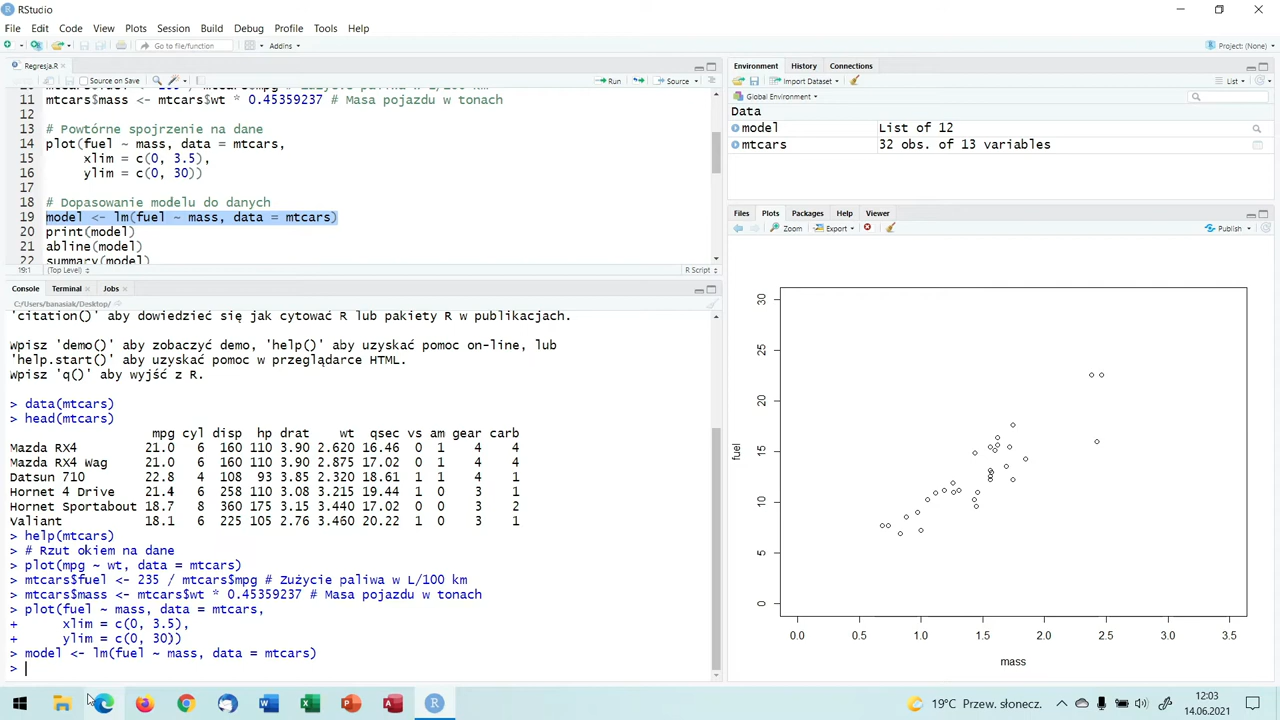 RStudio
File Edit Code View Plots Session Build Debug Profile Tools Help
Go to file/function Addins Project: (None)
Regresja.R
Source on Save Run Source
11 mtcars$mass <- mtcars$wt * 0.45359237 # Masa pojazdu w tonach
12
13 # Powtórne spojrzenie na dane
14 plot(fuel ~ mass, data = mtcars,
15 xlim = c(0, 3.5),
16 ylim = c(0, 30))
17
18 # Dopasowanie modelu do danych
19 model <- lm(fuel ~ mass, data = mtcars)
20 print(model)
21 abline(model)
22 summary(model)
19:1 (Top Level) R Script
Console Terminal Jobs
C:/Users/banasiak/Desktop/
'citation()' aby dowiedzieć się jak cytować R lub pakiety R w publikacjach.
Wpisz 'demo()' aby zobaczyć demo, 'help()' aby uzyskać pomoc on-line, lub
'help.start()' aby uzyskać pomoc w przeglądarce HTML.
Wpisz 'q()' aby wyjść z R.
> data(mtcars)
> head(mtcars)
mpg cyl disp hp drat wt qsec vs am gear carb
Mazda RX4 21.0 6 160 110 3.90 2.620 16.46 0 1 4 4
Mazda RX4 Wag 21.0 6 160 110 3.90 2.875 17.02 0 1 4 4
Datsun 710 22.8 4 108 93 3.85 2.320 18.61 1 1 4 1
Hornet 4 Drive 21.4 6 258 110 3.08 3.215 19.44 1 0 3 1
Hornet Sportabout 18.7 8 360 175 3.15 3.440 17.02 0 0 3 2
Valiant 18.1 6 225 105 2.76 3.460 20.22 1 0 3 1
> help(mtcars)
> # Rzut okiem na dane
> plot(mpg ~ wt, data = mtcars)
> mtcars$fuel <- 235 / mtcars$mpg # Zużycie paliwa w L/100 km
> mtcars$mass <- mtcars$wt * 0.45359237 # Masa pojazdu w tonach
> plot(fuel ~ mass, data = mtcars,
+ xlim = c(0, 3.5),
+ ylim = c(0, 30))
> model <- lm(fuel ~ mass, data = mtcars)
>
Environment History Connections
Import Dataset List
Global Environment
Data
model List of 12
mtcars 32 obs. of 13 variables
Files Plots Packages Help Viewer
Zoom Export Publish
30
25
20
15
10
5
0
fuel
0.0 0.5 1.0 1.5 2.0 2.5 3.0 3.5
mass
19°C Przew. słonecz. 12:03
14.06.2021